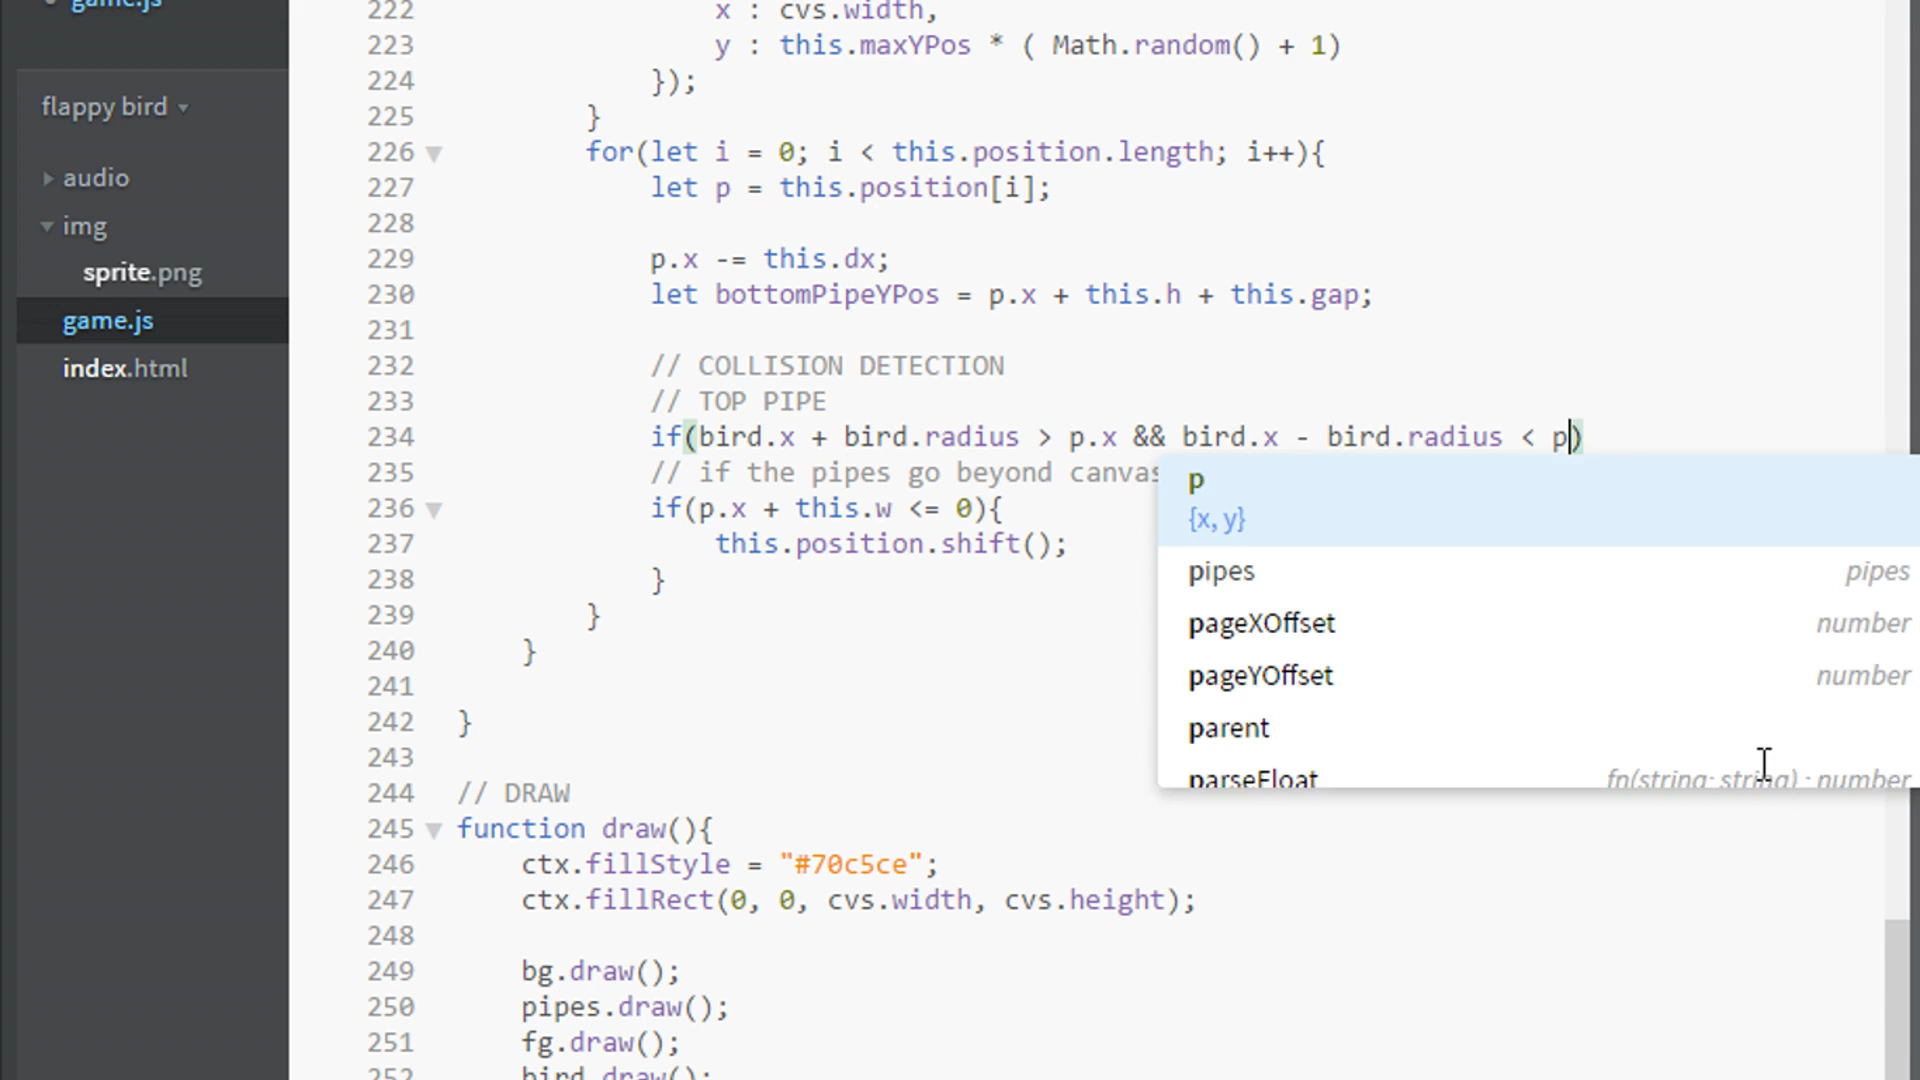 game.js
flappy bird
audio
img
sprite.png
game.js
index.html
222 x : cvs.width,
223 y : this.maxYPos * ( Math.random() + 1)
224 });
225 }
226 for(let i = 0; i < this.position.length; i++){
227 let p = this.position[i];
228
229 p.x -= this.dx;
230 let bottomPipeYPos = p.x + this.h + this.gap;
231
232 // COLLISION DETECTION
233 // TOP PIPE
234 if(bird.x + bird.radius > p.x && bird.x - bird.radius < p)
235 // if the pipes go beyond canvas
236 if(p.x + this.w <= 0){
237 this.position.shift();
238 }
239 }
240 }
241
242 }
243
244 // DRAW
245 function draw(){
246 ctx.fillStyle = "#70c5ce";
247 ctx.fillRect(0, 0, cvs.width, cvs.height);
248
249 bg.draw();
250 pipes.draw();
251 fg.draw();
252 bird.draw();
p
{x, y}
pipes pipes
pageXOffset number
pageYOffset number
parent
parseFloat fn(string: string) : number